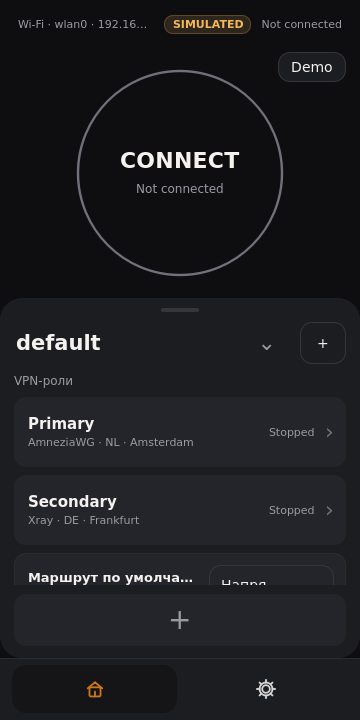 Wi-Fi · wlan0 · 192.16…
SIMULATED
Not connected
Demo
CONNECT
Not connected
default
+
VPN-роли
Primary
AmneziaWG · NL · Amsterdam
Stopped
Secondary
Xray · DE · Frankfurt
Stopped
Маршрут по умолча…
Напря
+